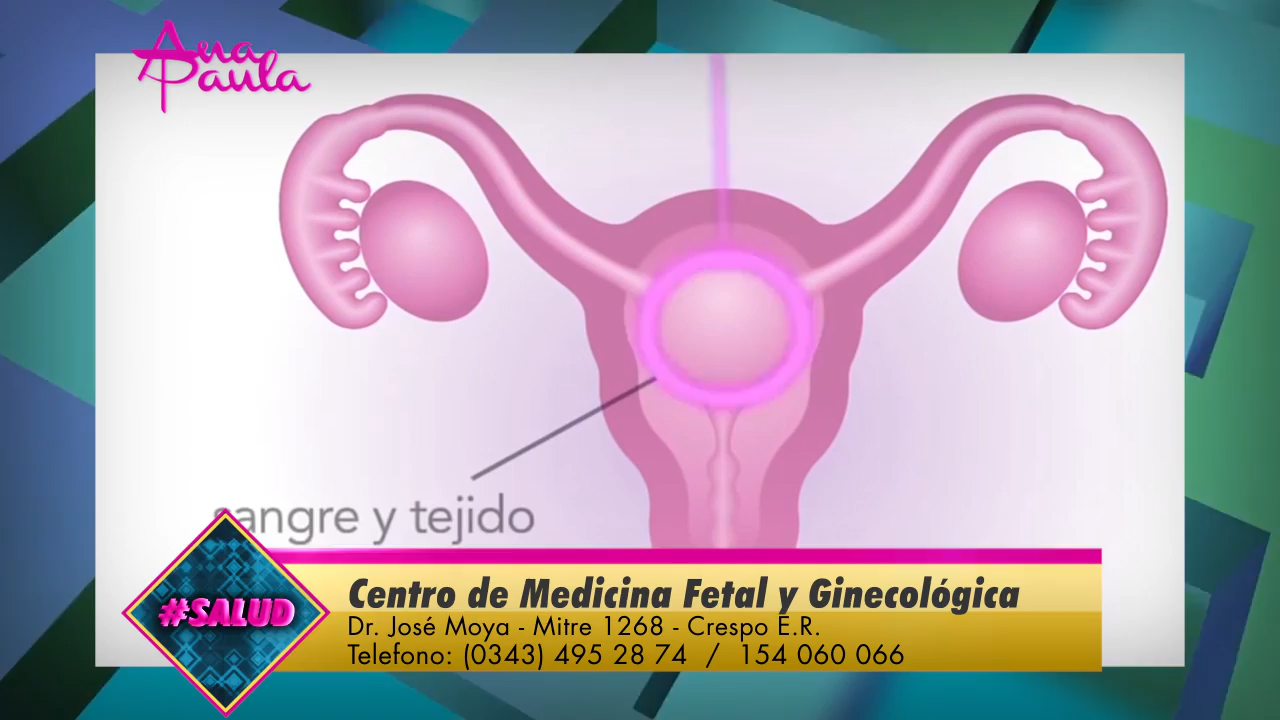 Ana
Paula
sangre y tejido
#SALUD
Centro de Medicina Fetal y Ginecológica
Dr. José Moya - Mitre 1268 - Crespo E.R.
Telefono: (0343) 495 28 74 / 154 060 066